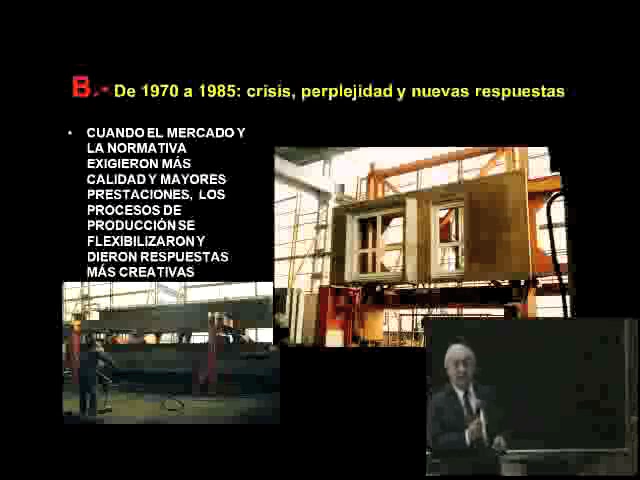 B.- De 1970 a 1985: crisis, perplejidad y nuevas respuestas
• CUANDO EL MERCADO Y
LA NORMATIVA
EXIGIERON MÁS
CALIDAD Y MAYORES
PRESTACIONES, LOS
PROCESOS DE
PRODUCCIÓN SE
FLEXIBILIZARON Y
DIERON RESPUESTAS
MÁS CREATIVAS